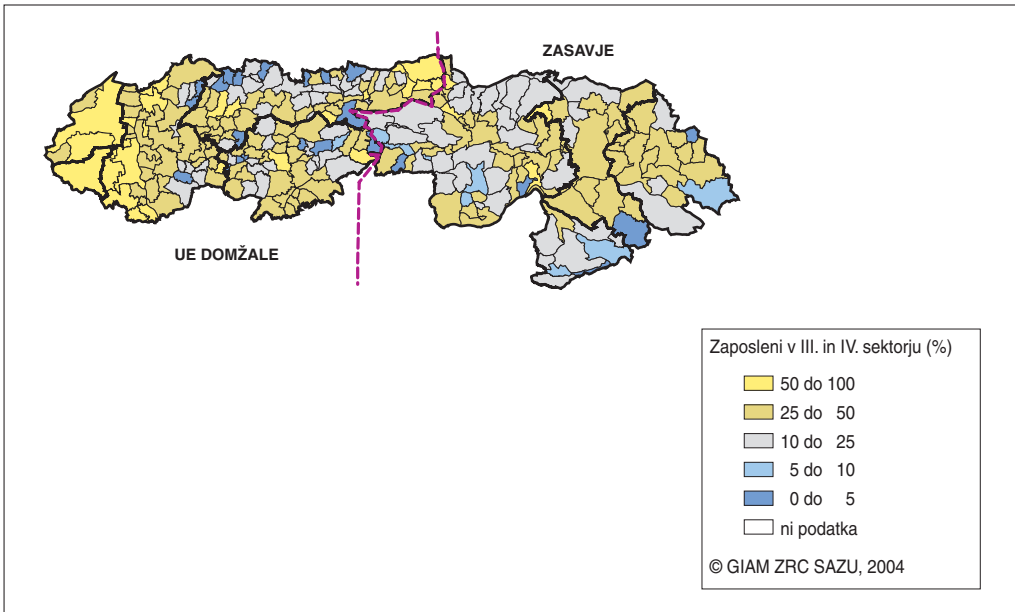 ZASAVJE
UE DOMŽALE
Zaposleni v III. in IV. sektorju (%)
50 do 100
25 do 50
10 do 25
5 do 10
0 do 5
ni podatka
© GIAM ZRC SAZU, 2004